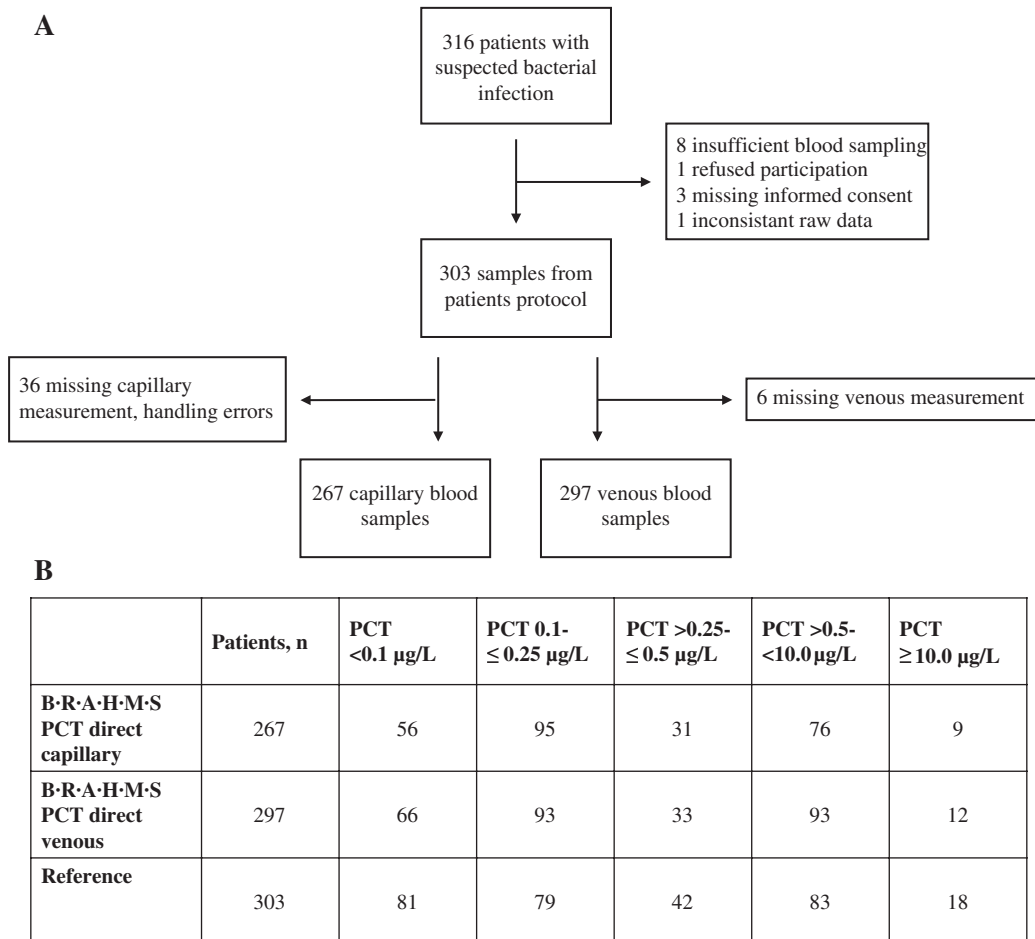 A
316 patients with
suspected bacterial
infection
8 insufficient blood sampling
1 refused participation
3 missing informed consent
1 inconsistant raw data
303 samples from
patients protocol
36 missing capillary
measurement, handling errors
6 missing venous measurement
267 capillary blood
samples
297 venous blood
samples
B
Patients, n
PCT
<0.1 µg/L
PCT 0.1-
≤ 0.25 µg/L
PCT >0.25-
≤ 0.5 µg/L
PCT >0.5-
<10.0 µg/L
PCT
≥ 10.0 µg/L
B·R·A·H·M·S
PCT direct
capillary
267
56
95
31
76
9
B·R·A·H·M·S
PCT direct
venous
297
66
93
33
93
12
Reference
303
81
79
42
83
18